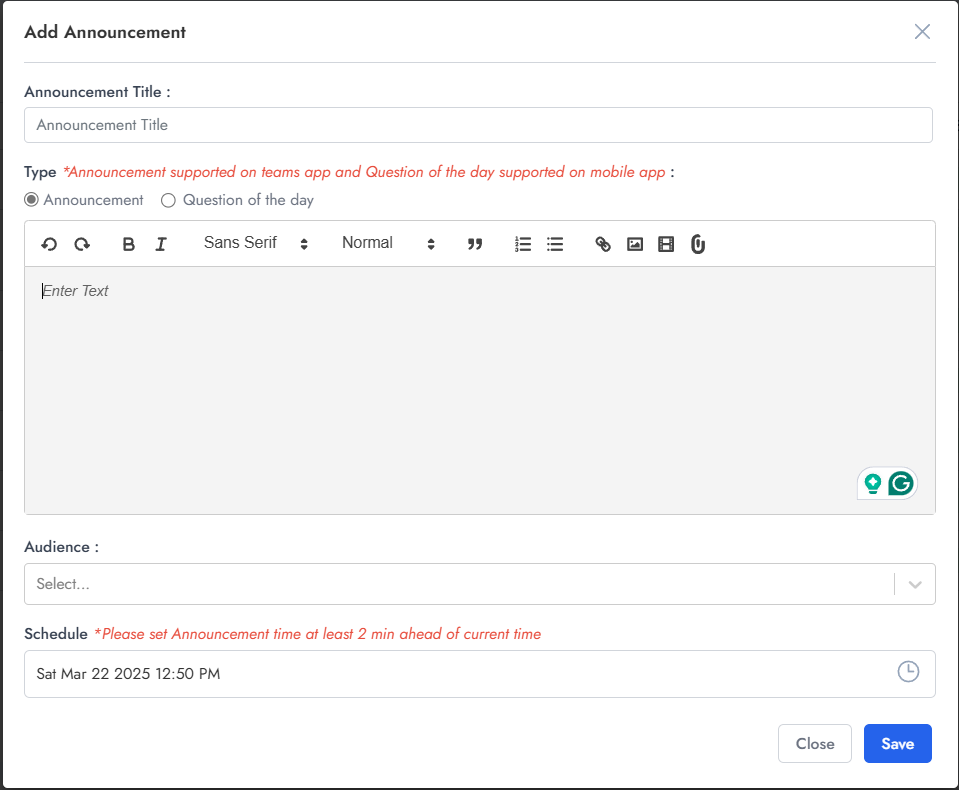 Add Announcement
Announcement Title :
Announcement Title
Type *Announcement supported on teams app and Question of the day supported on mobile app :
Announcement Question of the day
B I Sans Serif Normal
Enter Text
Audience :
Select...
Schedule *Please set Announcement time at least 2 min ahead of current time
Sat Mar 22 2025 12:50 PM
Close Save